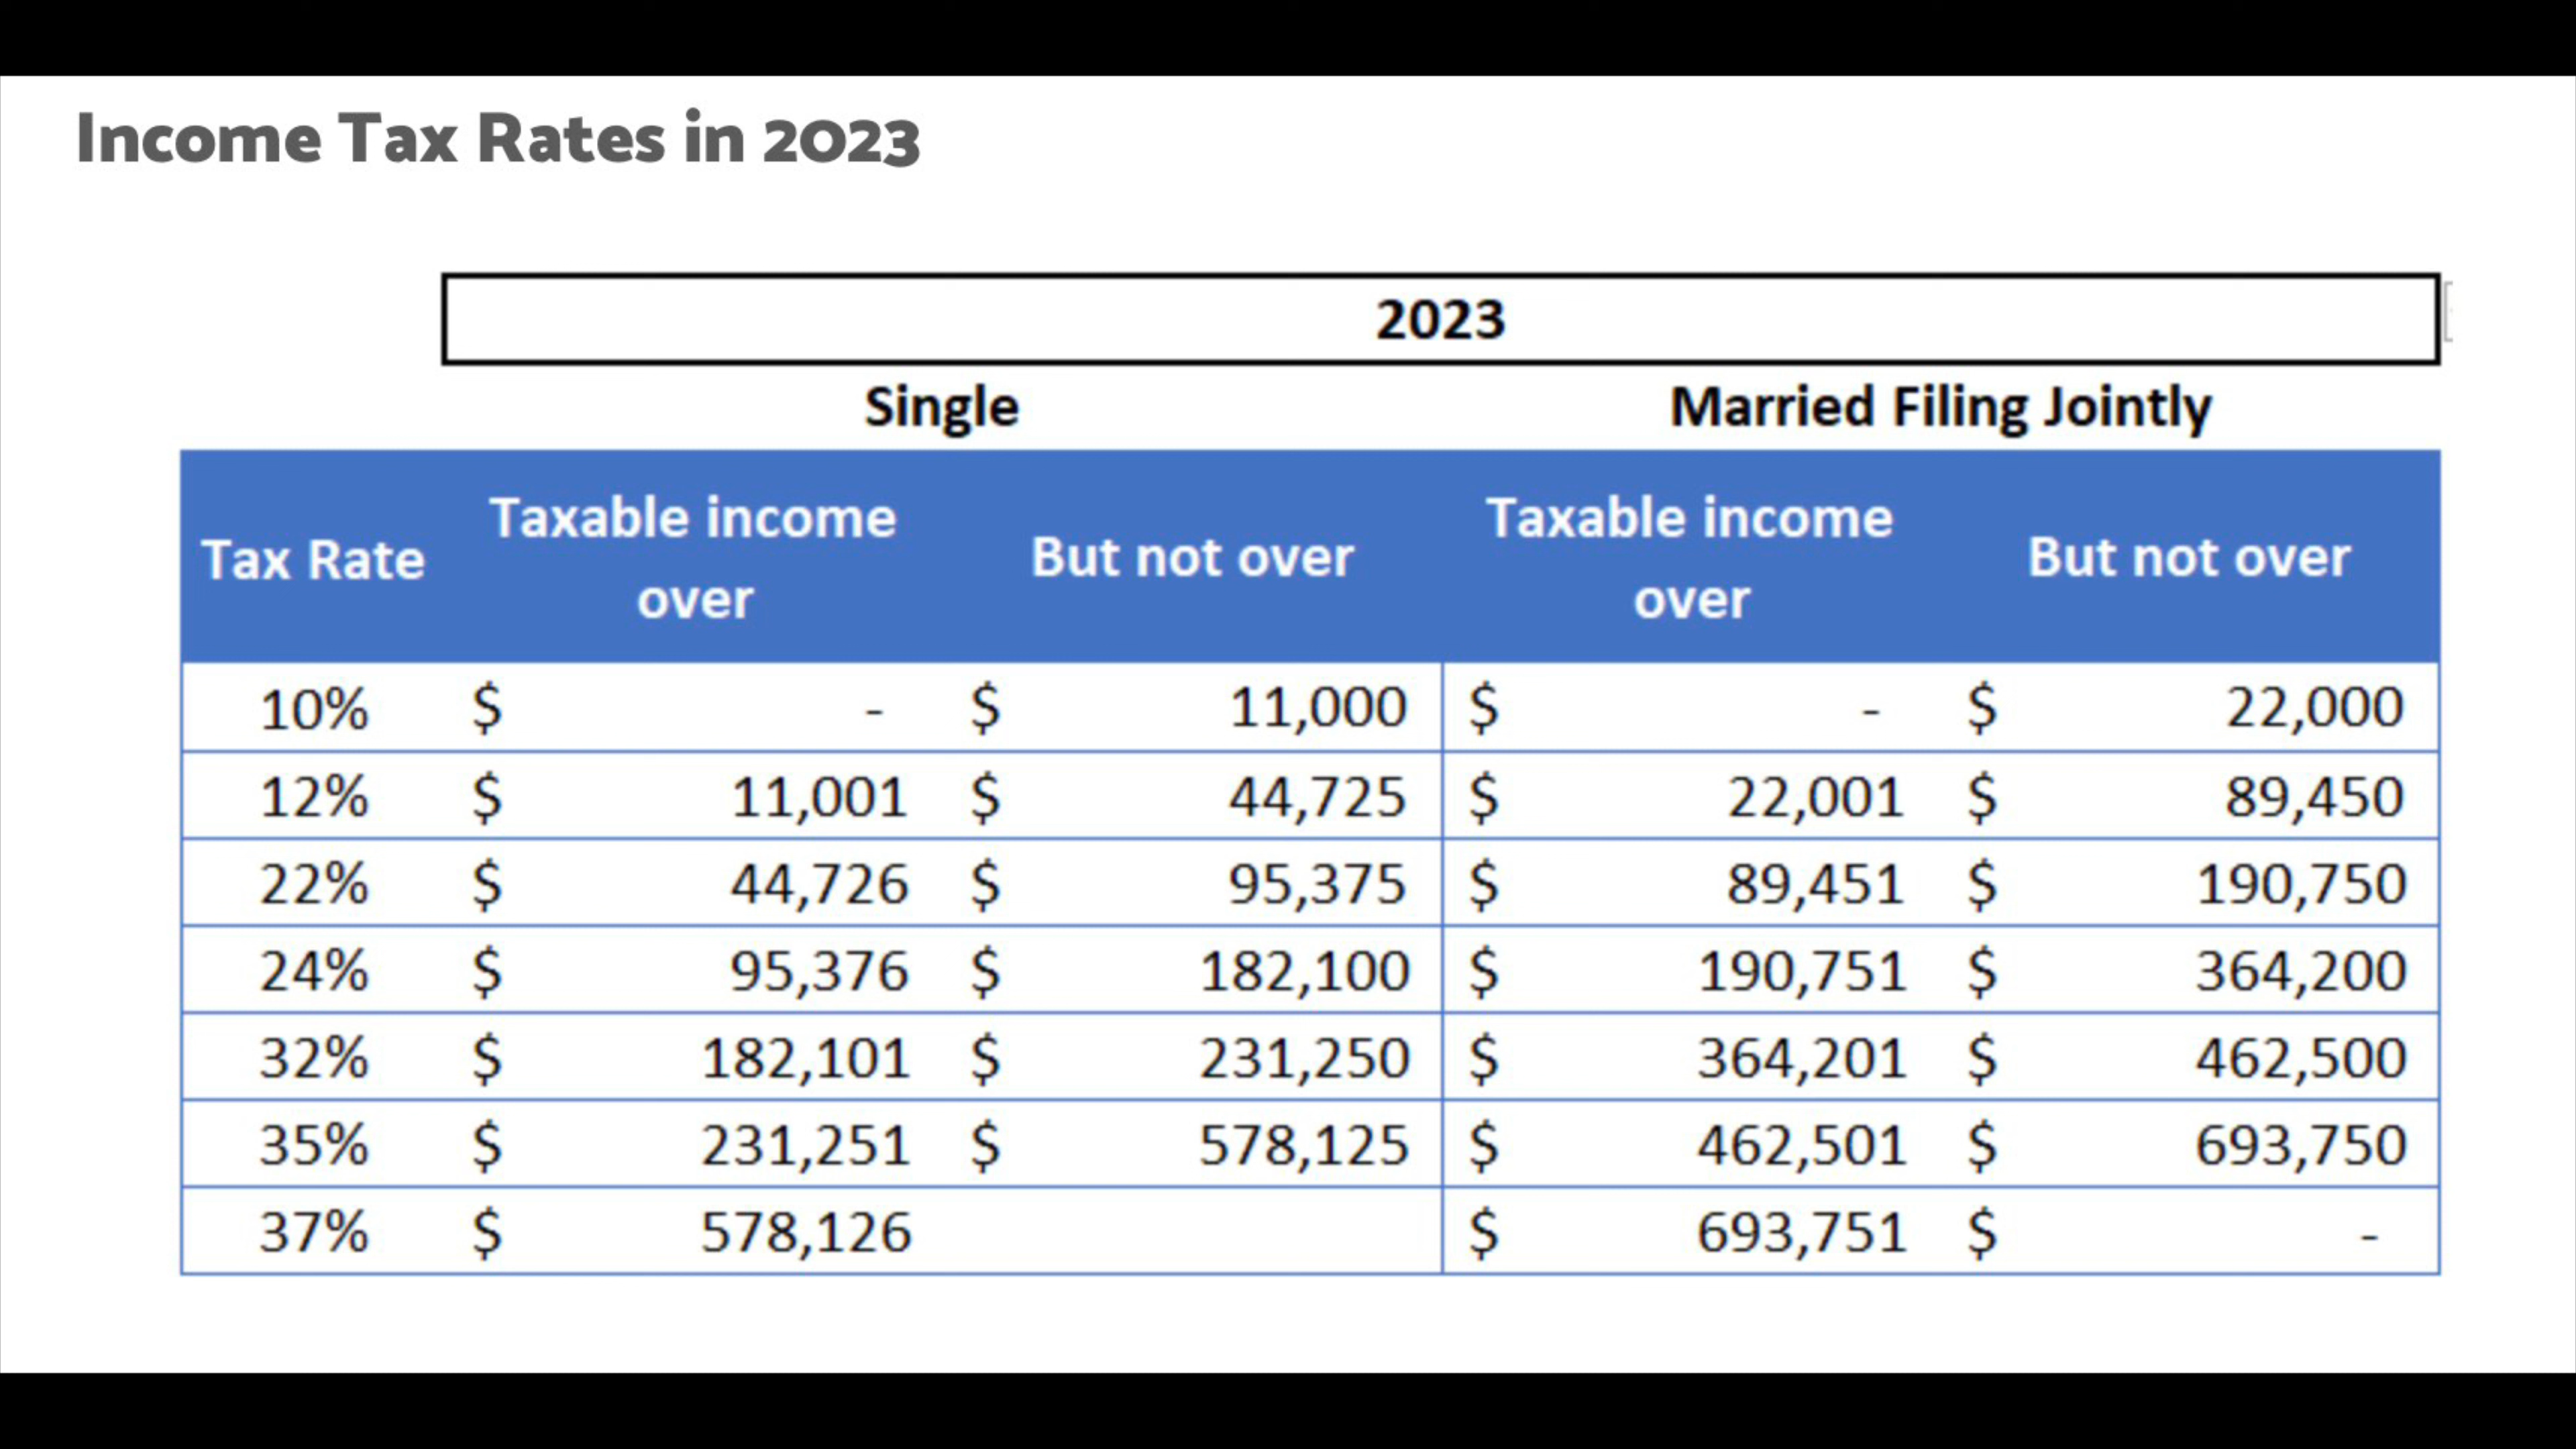 Income Tax Rates in 2023
2023
Single Married Filing Jointly
Tax Rate Taxable income over But not over Taxable income over But not over
10% $ - $ 11,000 $ - $ 22,000
12% $ 11,001 $ 44,725 $ 22,001 $ 89,450
22% $ 44,726 $ 95,375 $ 89,451 $ 190,750
24% $ 95,376 $ 182,100 $ 190,751 $ 364,200
32% $ 182,101 $ 231,250 $ 364,201 $ 462,500
35% $ 231,251 $ 578,125 $ 462,501 $ 693,750
37% $ 578,126 $ 693,751 $ -